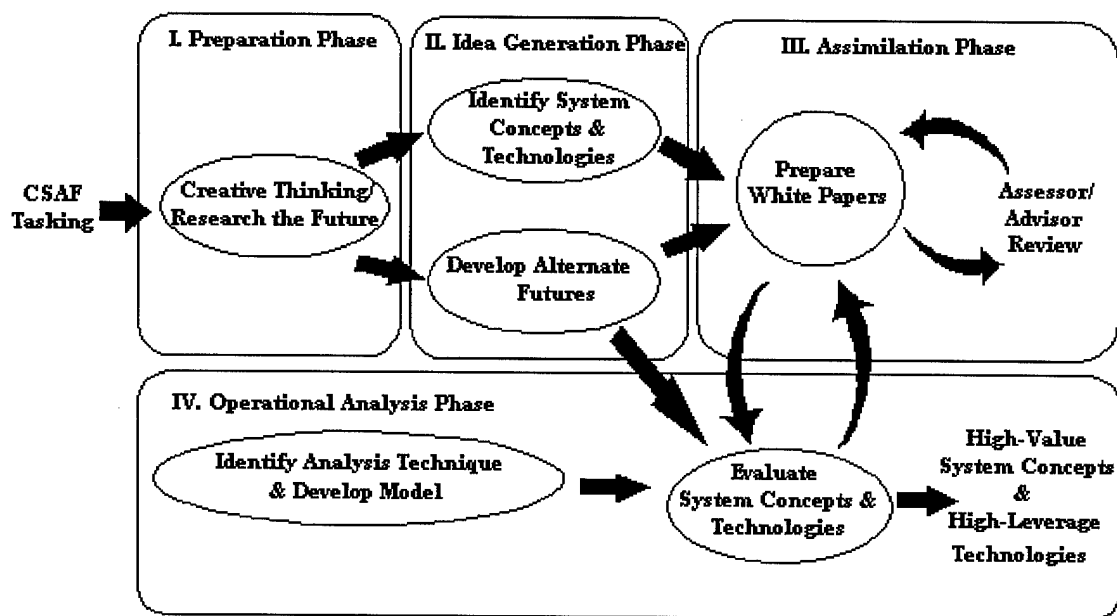 I. Preparation Phase
II. Idea Generation Phase
III. Assimilation Phase
CSAF
Tasking
Creative Thinking/
Research the Future
Identify System
Concepts &
Technologies
Develop Alternate
Futures
Prepare
White Papers
Assessor/
Advisor
Review
IV. Operational Analysis Phase
Identify Analysis Technique
& Develop Model
Evaluate
System Concepts &
Technologies
High-Value
System Concepts
&
High-Leverage
Technologies